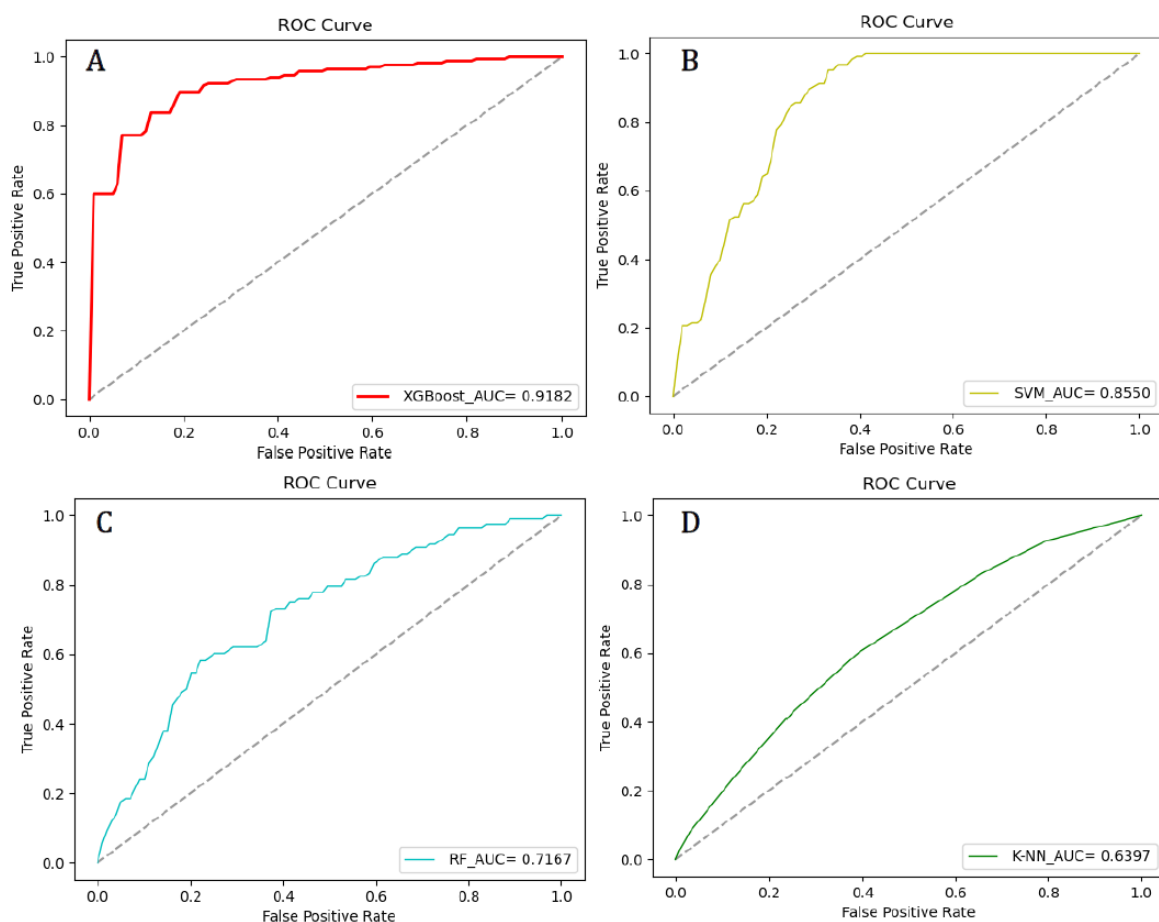 ROC Curve
A
1.0
0.8
0.6
0.4
0.2
0.0
True Positive Rate
XGBoost_AUC= 0.9182
0.0 0.2 0.4 0.6 0.8 1.0
False Positive Rate
ROC Curve
B
1.0
0.8
0.6
0.4
0.2
0.0
True Positive Rate
SVM_AUC= 0.8550
0.0 0.2 0.4 0.6 0.8 1.0
False Positive Rate
ROC Curve
C
1.0
0.8
0.6
0.4
0.2
0.0
True Positive Rate
RF_AUC= 0.7167
0.0 0.2 0.4 0.6 0.8 1.0
False Positive Rate
ROC Curve
D
1.0
0.8
0.6
0.4
0.2
0.0
True Positive Rate
K-NN_AUC= 0.6397
0.0 0.2 0.4 0.6 0.8 1.0
False Positive Rate